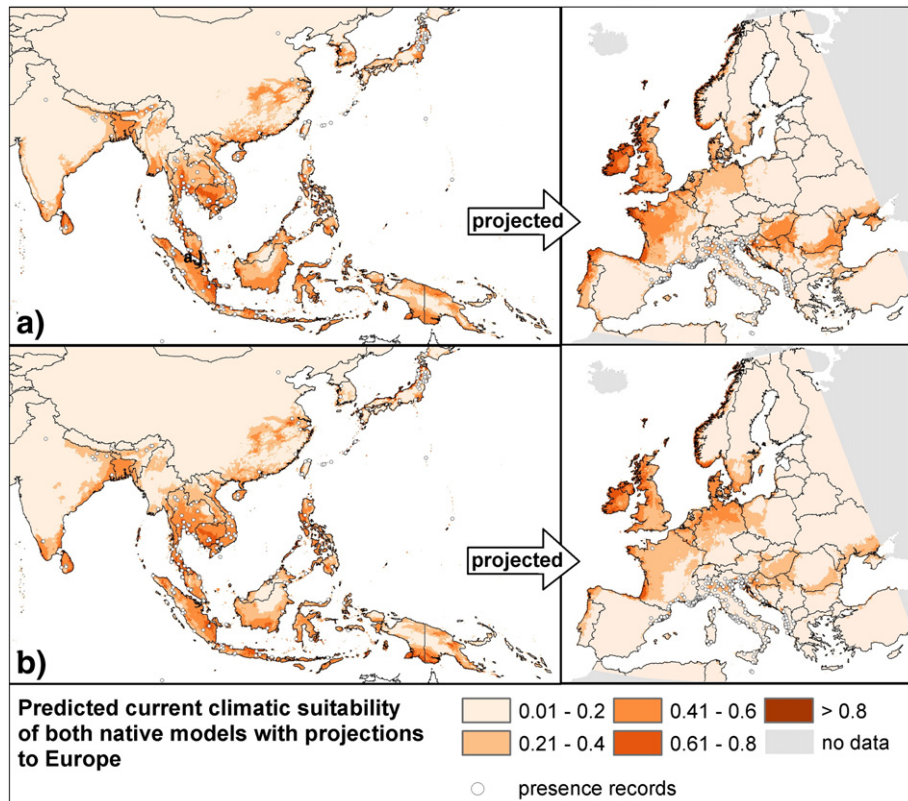 a.j.
projected
a)
projected
b)
Predicted current climatic suitability
of both native models with projections
to Europe
0.01 - 0.2
0.41 - 0.6
> 0.8
0.21 - 0.4
0.61 - 0.8
no data
presence records